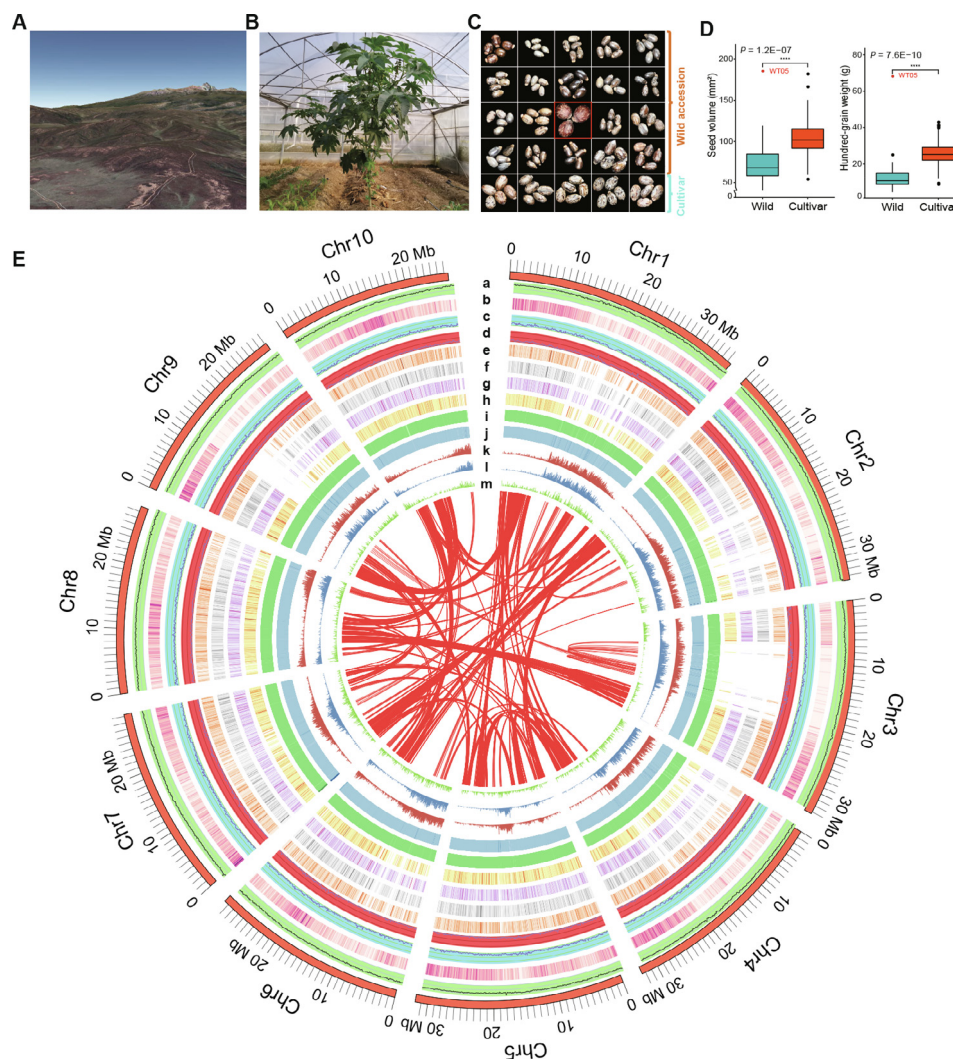 A
B
C
Wild accession
Cultivar
D
P = 1.2E−07
****
WT05
Seed volume (mm³)
200
150
100
50
Wild
Cultivar
P = 7.6E−10
****
WT05
Hundred-grain weight (g)
80
60
40
20
0
Wild
Cultivar
E
a
b
c
d
e
f
g
h
i
j
k
l
m
Chr1
0
10
20
30 Mb
Chr2
0
10
20
30 Mb
Chr3
0
10
20
30 Mb
Chr4
0
10
20
30 Mb
Chr5
0
10
20
30 Mb
Chr6
0
10
20 Mb
Chr7
0
10
20 Mb
Chr8
0
10
20 Mb
Chr9
0
10
20 Mb
Chr10
0
10
20 Mb